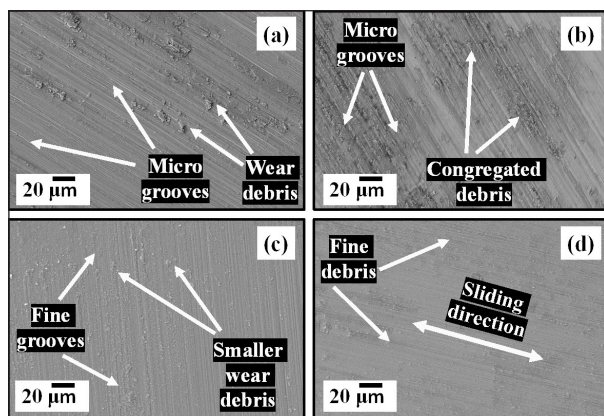 (a)
Micro
grooves
Wear
debris
20 μm
(b)
Micro
grooves
Congregated
debris
20 μm
(c)
Fine
grooves
Smaller
wear
debris
20 μm
(d)
Fine
debris
Sliding
direction
20 μm